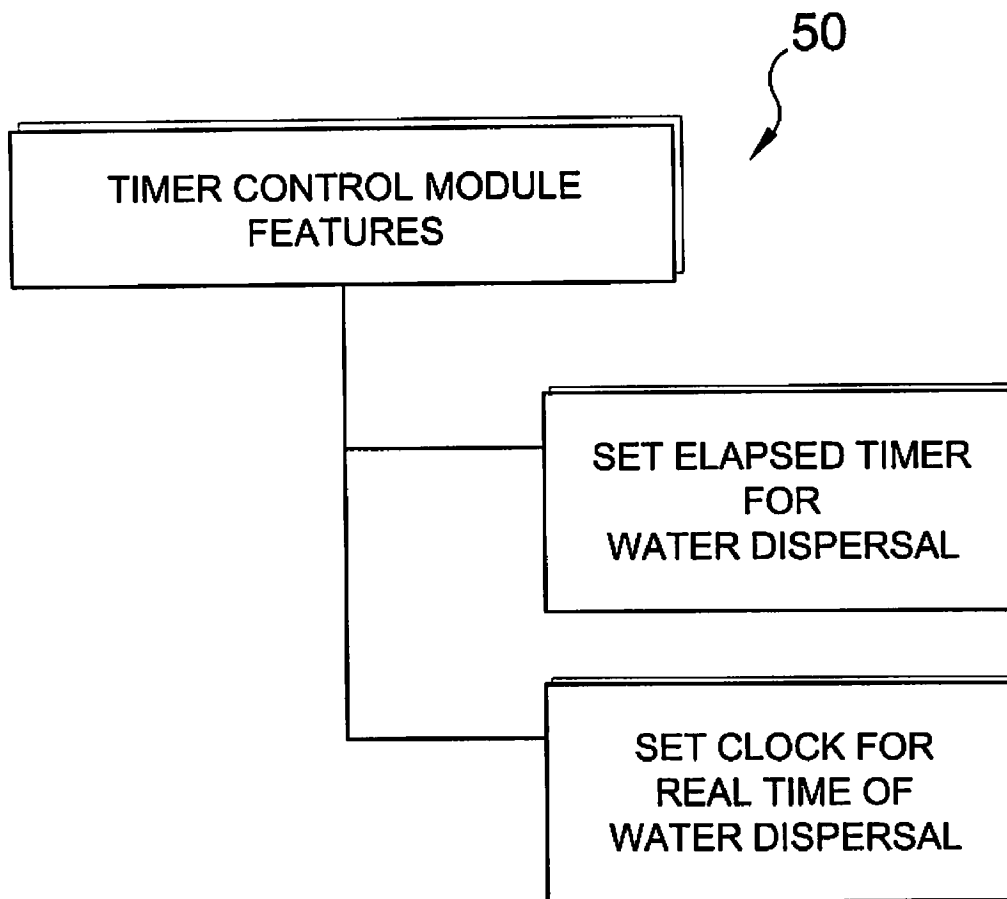 50
TIMER CONTROL MODULE
FEATURES
SET ELAPSED TIMER
FOR
WATER DISPERSAL
SET CLOCK FOR
REAL TIME OF
WATER DISPERSAL